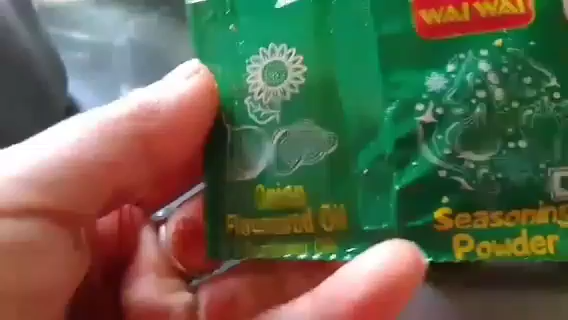 WAI WAI
Onion
Flavoured Oil
Seasoning
Powder